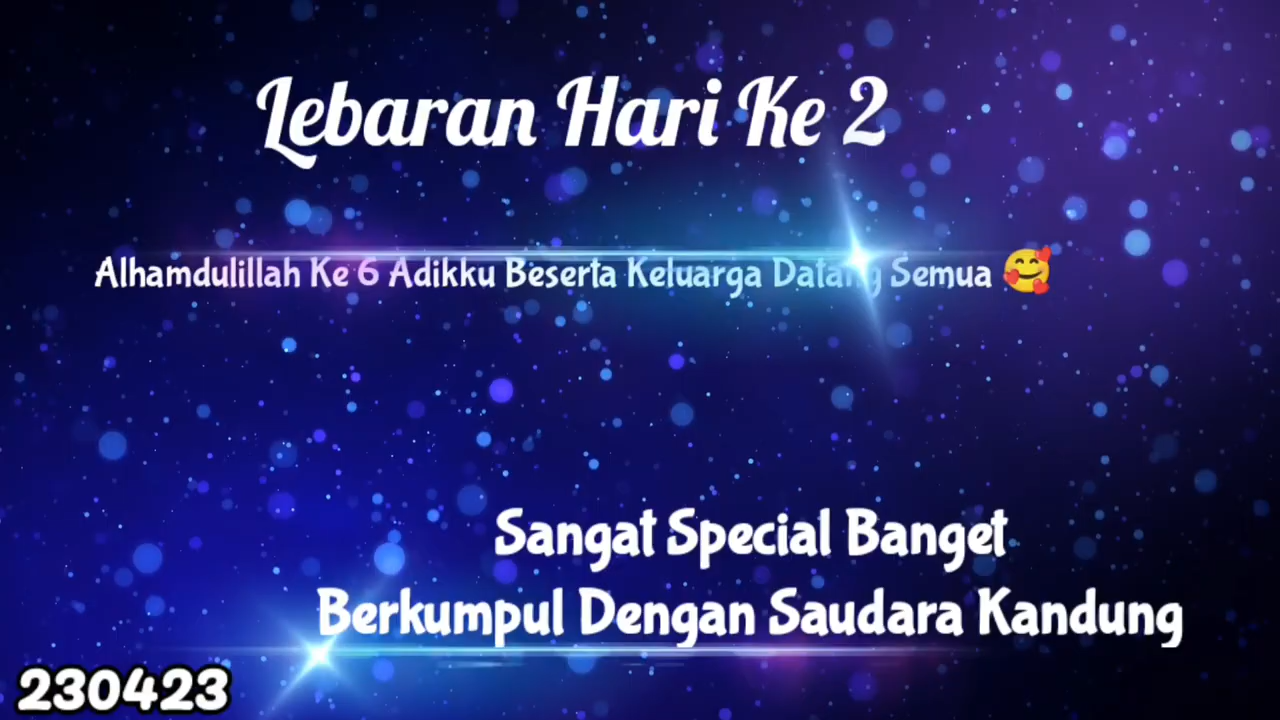 Lebaran Hari Ke 2
Alhamdulillah Ke 6 Adikku Beserta Keluarga Datang Semua 🥰
Sangat Special Banget
Berkumpul Dengan Saudara Kandung
230423